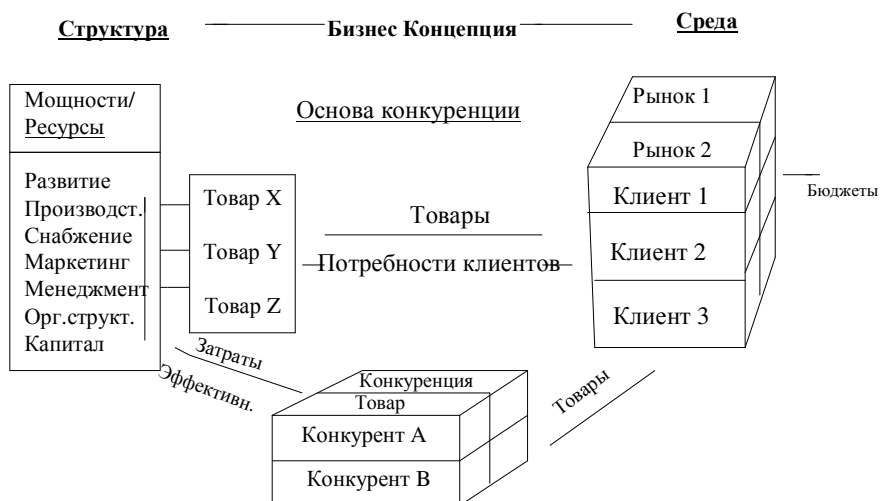 Структура
Бизнес Концепция
Среда
Мощности/
Ресурсы
Развитие
Производст.
Снабжение
Маркетинг
Менеджмент
Орг.структ.
Капитал
Товар X
Товар Y
Товар Z
Основа конкуренции
Товары
Потребности клиентов
Рынок 1
Рынок 2
Клиент 1
Клиент 2
Клиент 3
Бюджеты
Затраты
Эффективн.
Конкуренция
Товар
Конкурент А
Конкурент В
Товары